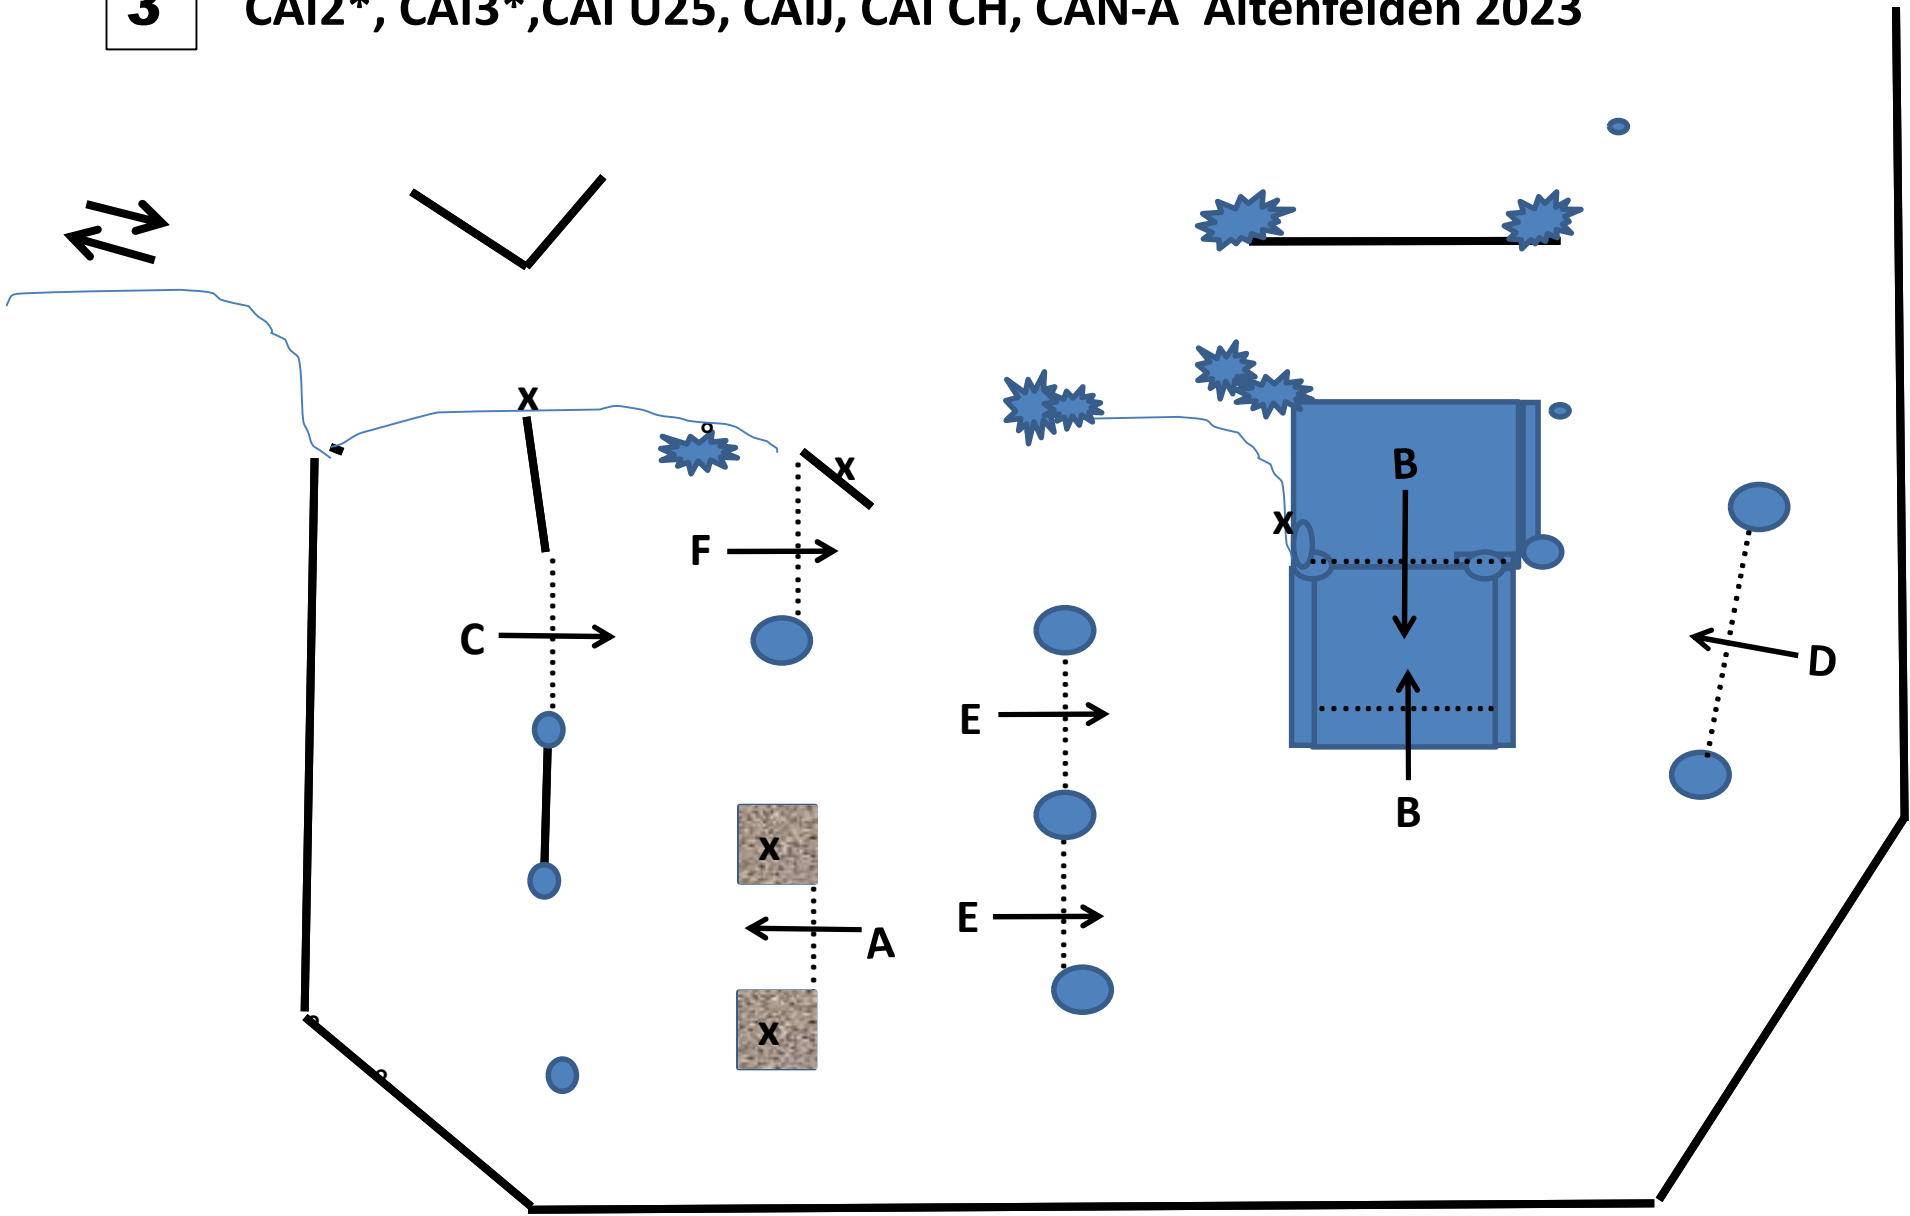 3 CAI2*, CAI3*,CAI U25, CAIJ, CAI CH, CAN-A Altenfelden 2023
X
X
B
X
F
C
D
E
B
X
E
A
X